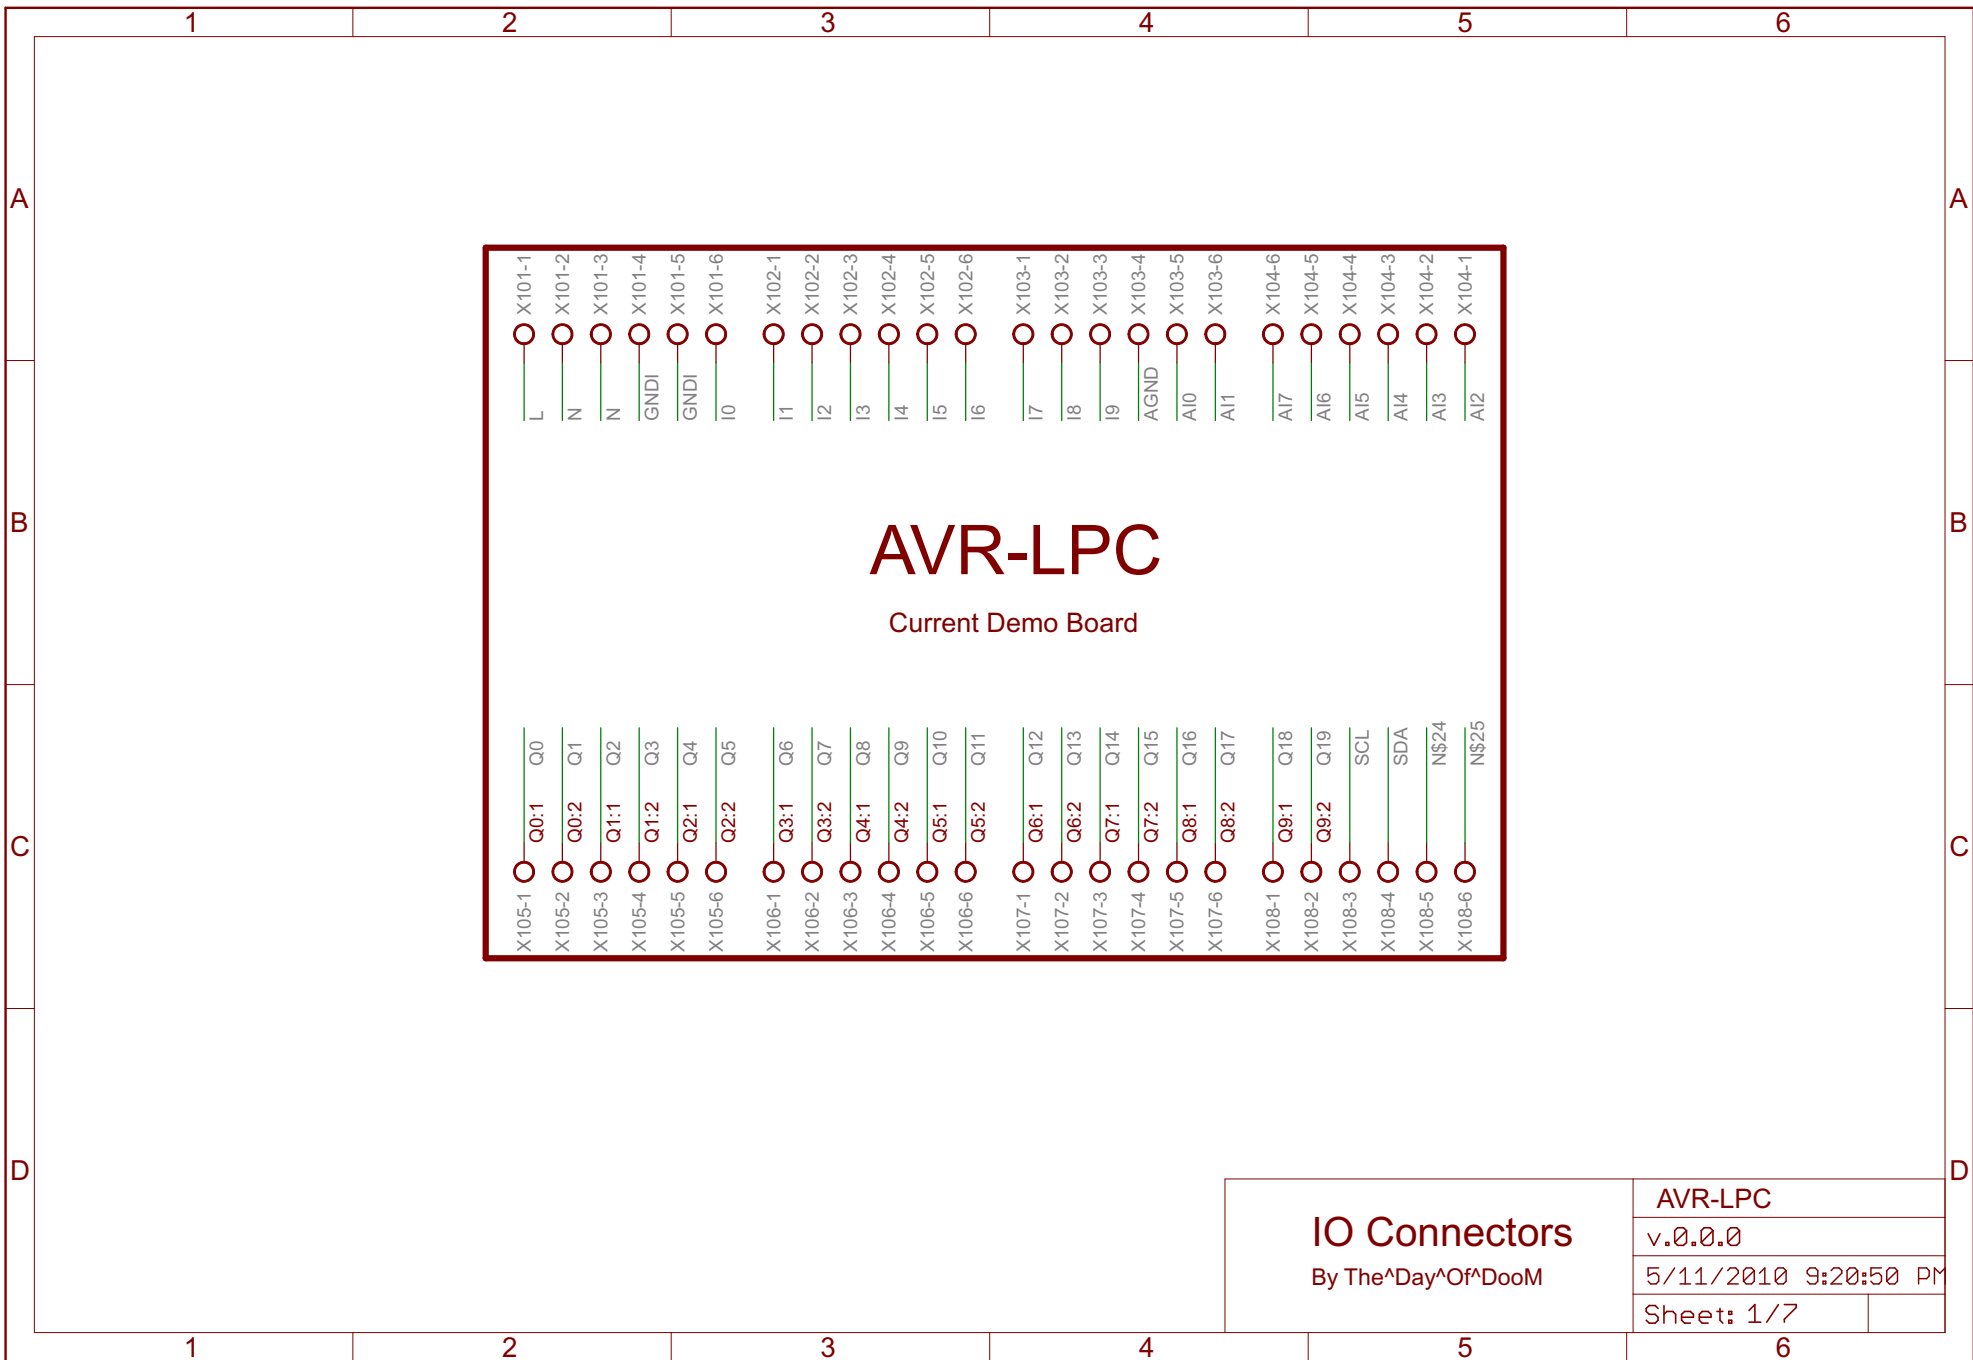 1 2 3 4 5 6
A A
X101-1 X101-2 X101-3 X101-4 X101-5 X101-6 X102-1 X102-2 X102-3 X102-4 X102-5 X102-6 X103-1 X103-2 X103-3 X103-4 X103-5 X103-6 X104-6 X104-5 X104-4 X104-3 X104-2 X104-1
L N N GNDI GNDI I0 I1 I2 I3 I4 I5 I6 I7 I8 I9 AGND AI0 AI1 AI7 AI6 AI5 AI4 AI3 AI2
B B
AVR-LPC
Current Demo Board
Q0 Q1 Q2 Q3 Q4 Q5 Q6 Q7 Q8 Q9 Q10 Q11 Q12 Q13 Q14 Q15 Q16 Q17 Q18 Q19 SCL SDA N$24 N$25
Q0:1 Q0:2 Q1:1 Q1:2 Q2:1 Q2:2 Q3:1 Q3:2 Q4:1 Q4:2 Q5:1 Q5:2 Q6:1 Q6:2 Q7:1 Q7:2 Q8:1 Q8:2 Q9:1 Q9:2
C C
X105-1 X105-2 X105-3 X105-4 X105-5 X105-6 X106-1 X106-2 X106-3 X106-4 X106-5 X106-6 X107-1 X107-2 X107-3 X107-4 X107-5 X107-6 X108-1 X108-2 X108-3 X108-4 X108-5 X108-6
D D
IO Connectors
By The^Day^Of^DooM
AVR-LPC
v.0.0.0
5/11/2010 9:20:50 PM
Sheet: 1/7
1 2 3 4 5 6